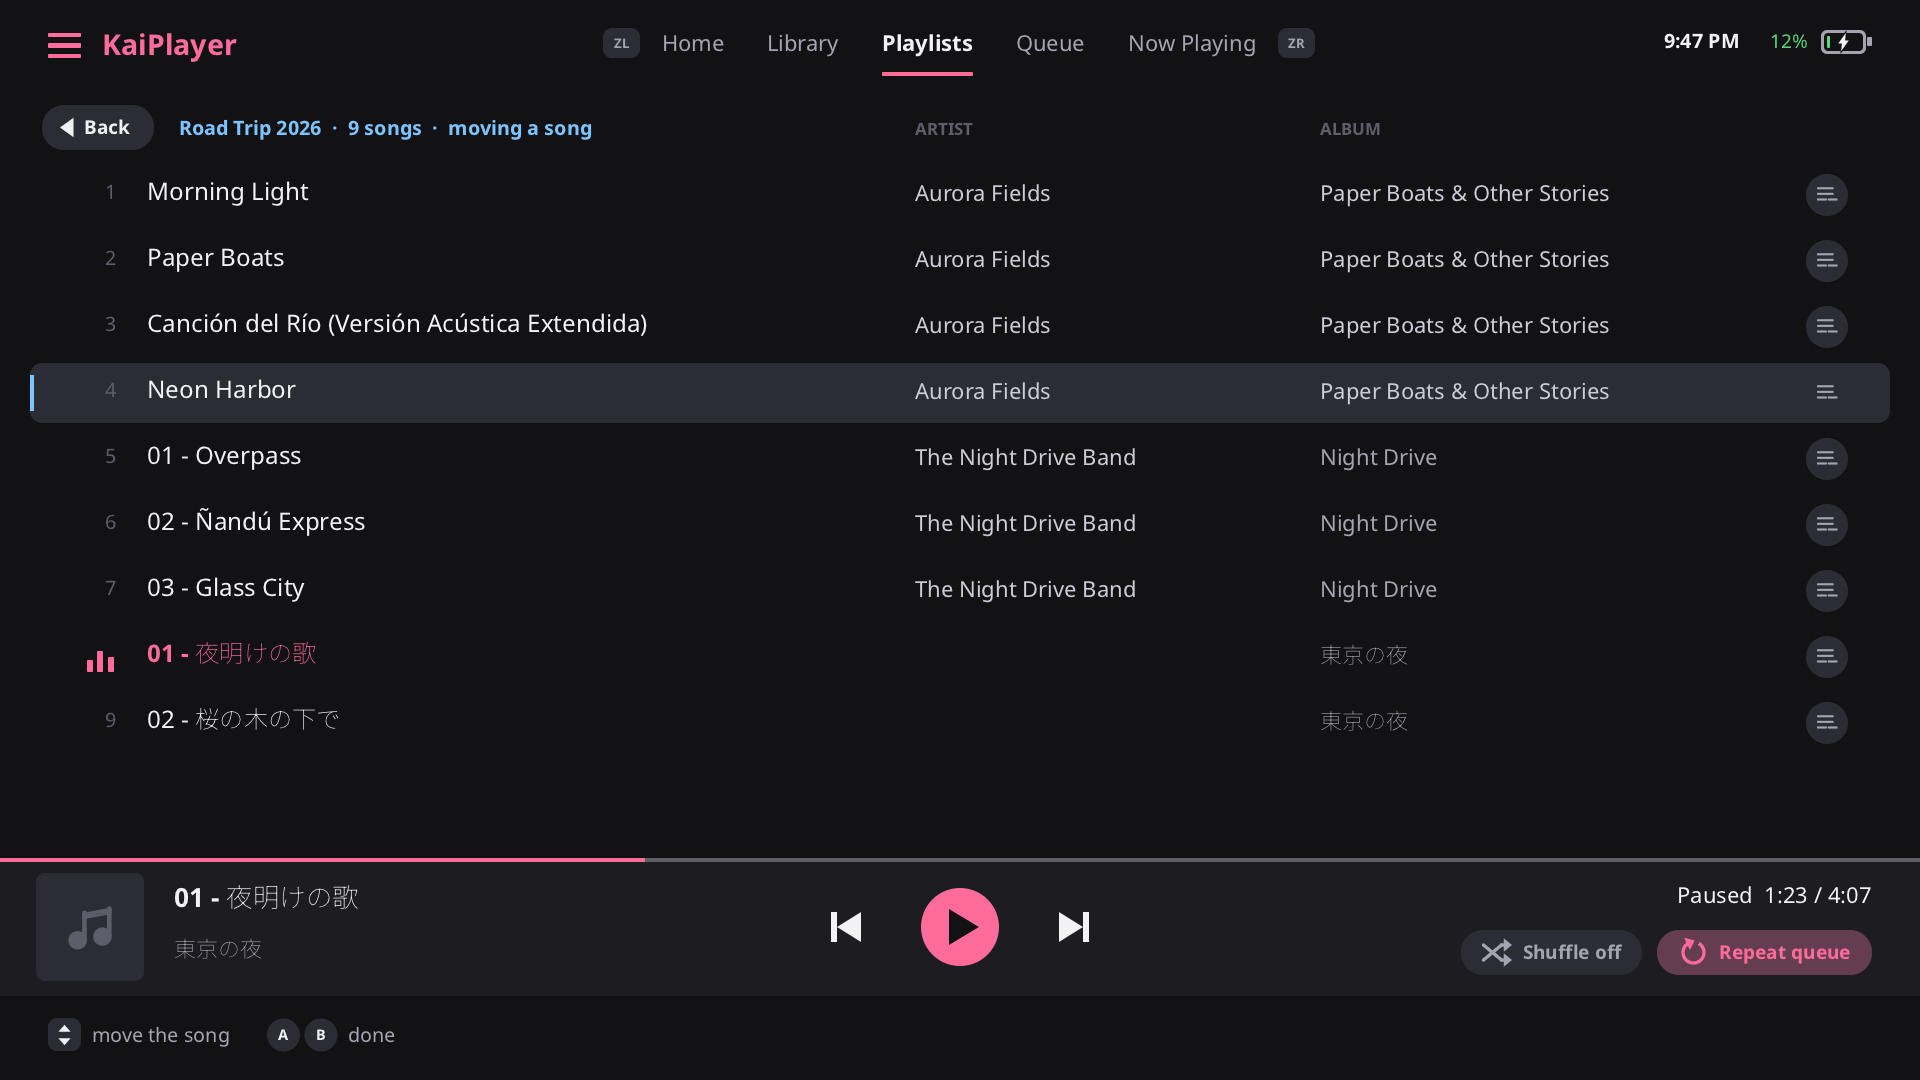 KaiPlayer
ZL Home Library Playlists Queue Now Playing ZR
9:47 PM 12%
Back Road Trip 2026 · 9 songs · moving a song ARTIST ALBUM
1 Morning Light Aurora Fields Paper Boats & Other Stories
2 Paper Boats Aurora Fields Paper Boats & Other Stories
3 Canción del Río (Versión Acústica Extendida) Aurora Fields Paper Boats & Other Stories
4 Neon Harbor Aurora Fields Paper Boats & Other Stories
5 01 - Overpass The Night Drive Band Night Drive
6 02 - Ñandú Express The Night Drive Band Night Drive
7 03 - Glass City The Night Drive Band Night Drive
01 - 夜明けの歌 東京の夜
9 02 - 桜の木の下で 東京の夜
01 - 夜明けの歌
東京の夜
Paused 1:23 / 4:07
Shuffle off Repeat queue
move the song A B done